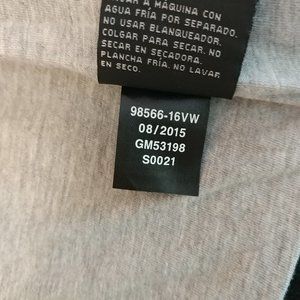 LAVAR A MÁQUINA CON
AGUA FRÍA POR SEPARADO.
NO USAR BLANQUEADOR.
COLGAR PARA SECAR. NO
SECAR EN SECADORA. NO
PLANCHA FRÍA. NO LAVAR
EN SECO.
98566-16VW
08/2015
GM53198
S0021